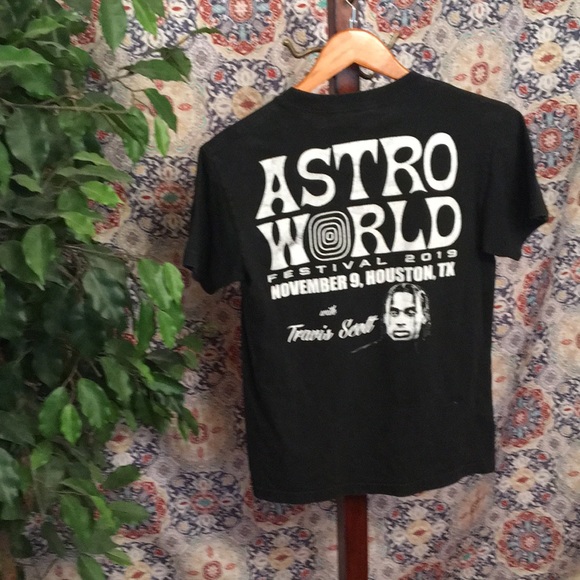 ASTRO
WORLD
FESTIVAL 2019
NOVEMBER 9, HOUSTON, TX
with
Travis Scott